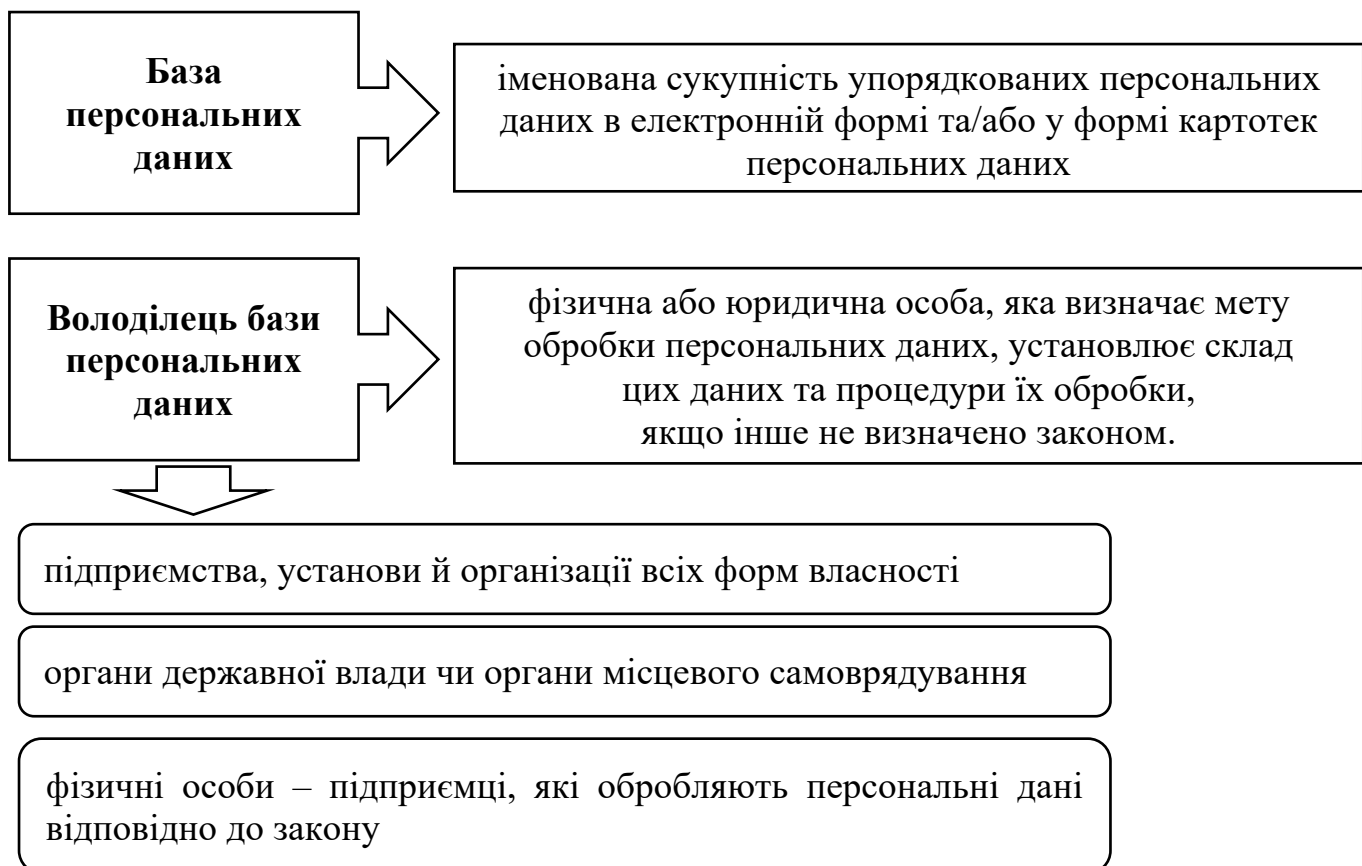 База
персональних
даних
іменована сукупність упорядкованих персональних
даних в електронній формі та/або у формі картотек
персональних даних
Володілець бази
персональних
даних
фізична або юридична особа, яка визначає мету
обробки персональних даних, установлює склад
цих даних та процедури їх обробки,
якщо інше не визначено законом.
підприємства, установи й організації всіх форм власності
органи державної влади чи органи місцевого самоврядування
фізичні особи – підприємці, які обробляють персональні дані
відповідно до закону